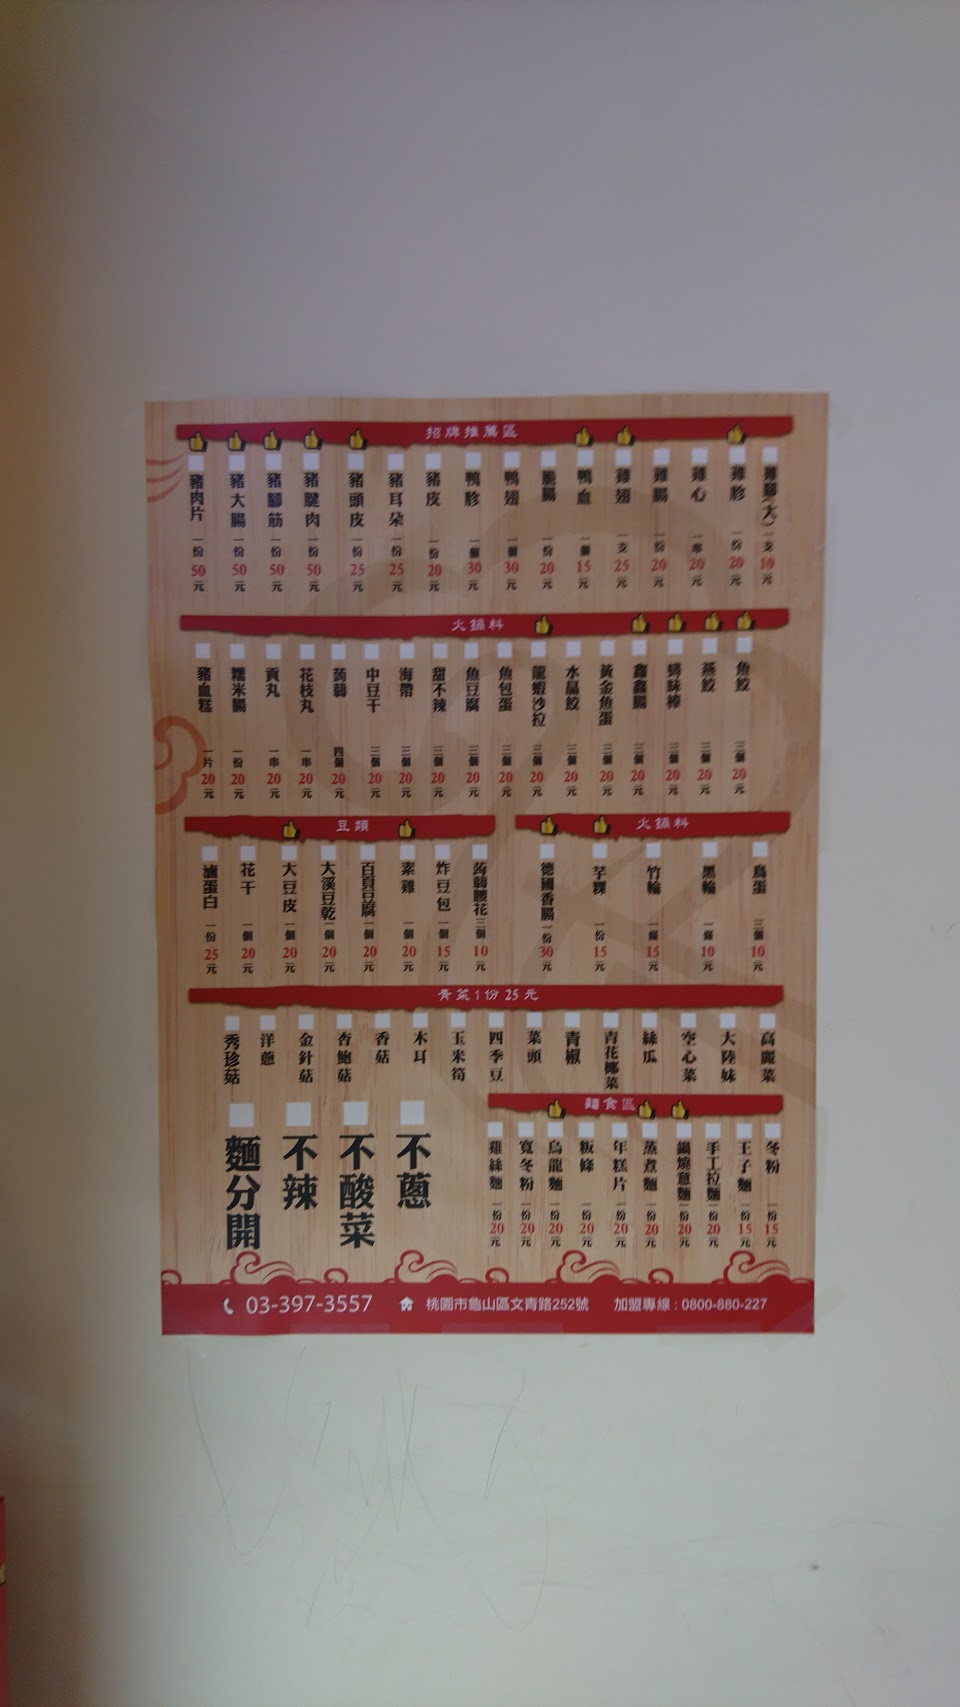 招牌推薦區
雞腳(大) 一支 10元
雞胗 一份 20元
雞心 一串 20元
雞腸 一份 20元
雞翅 一支 25元
鴨血 一個 15元
脆腸 一份 20元
鴨翅 一個 30元
鴨胗 一個 30元
豬皮 一份 20元
豬耳朵 一份 25元
豬頭皮 一份 25元
豬腱肉 一份 50元
豬腳筋 一份 50元
豬大腸 一份 50元
豬肉片 一份 50元
火鍋料
魚餃 三個 20元
燕餃 三個 20元
蟳味棒 三個 20元
鑫鑫腸 三個 20元
黃金魚蛋 三個 20元
水晶餃 三個 20元
龍蝦沙拉 三個 20元
魚包蛋 三個 20元
魚豆腐 三個 20元
甜不辣 三個 20元
海帶 三個 20元
中豆干 三個 20元
蒟蒻 四個 20元
花枝丸 一串 20元
貢丸 一串 20元
糯米腸 一份 20元
豬血糕 一片 20元
火鍋料
鳥蛋 三個 10元
黑輪 一條 10元
竹輪 一條 15元
芋粿 一份 15元
德國香腸 一份 30元
豆類
蒟蒻腰花 三個 10元
炸豆包 一個 15元
素雞 一個 20元
百頁豆腐 一個 20元
大溪豆乾 一個 20元
大豆皮 一個 20元
花干 一個 20元
滷蛋白 一份 25元
青菜1份25元
高麗菜
大陸妹
空心菜
絲瓜
青花椰菜
青椒
菜頭
四季豆
玉米筍
木耳
香菇
杏鮑菇
金針菇
洋蔥
秀珍菇
麵食區
冬粉 一份 15元
王子麵 一份 15元
手工拉麵 一份 20元
鍋燒意麵 一份 20元
蒸煮麵 一份 20元
年糕片 一份 20元
粄條 一份 20元
烏龍麵 一份 20元
寬冬粉 一份 20元
雞絲麵 一份 20元
不蔥
不酸菜
不辣
麵分開
03-397-3557 桃園市龜山區文青路252號 加盟專線：0800-880-227